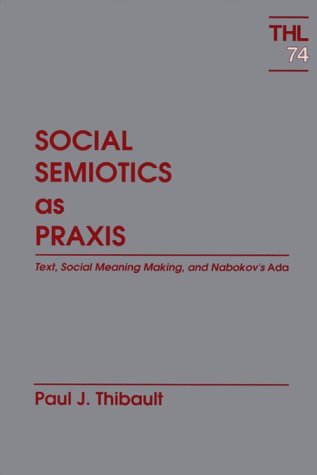 THL
74
SOCIAL
SEMIOTICS
as
PRAXIS
Text, Social Meaning Making, and Nabokov's Ada
Paul J. Thibault